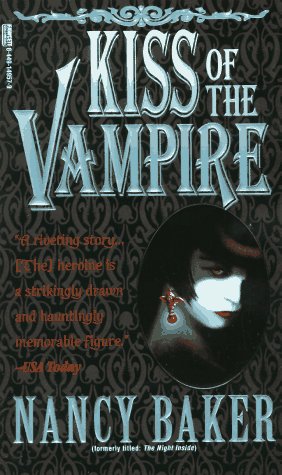 KISS OF
THE
VAMPIRE
"A riveting story...
[The] heroine is
a strikingly drawn
and hauntingly
memorable figure."
—USA Today
NANCY BAKER
(formerly titled: The Night Inside)